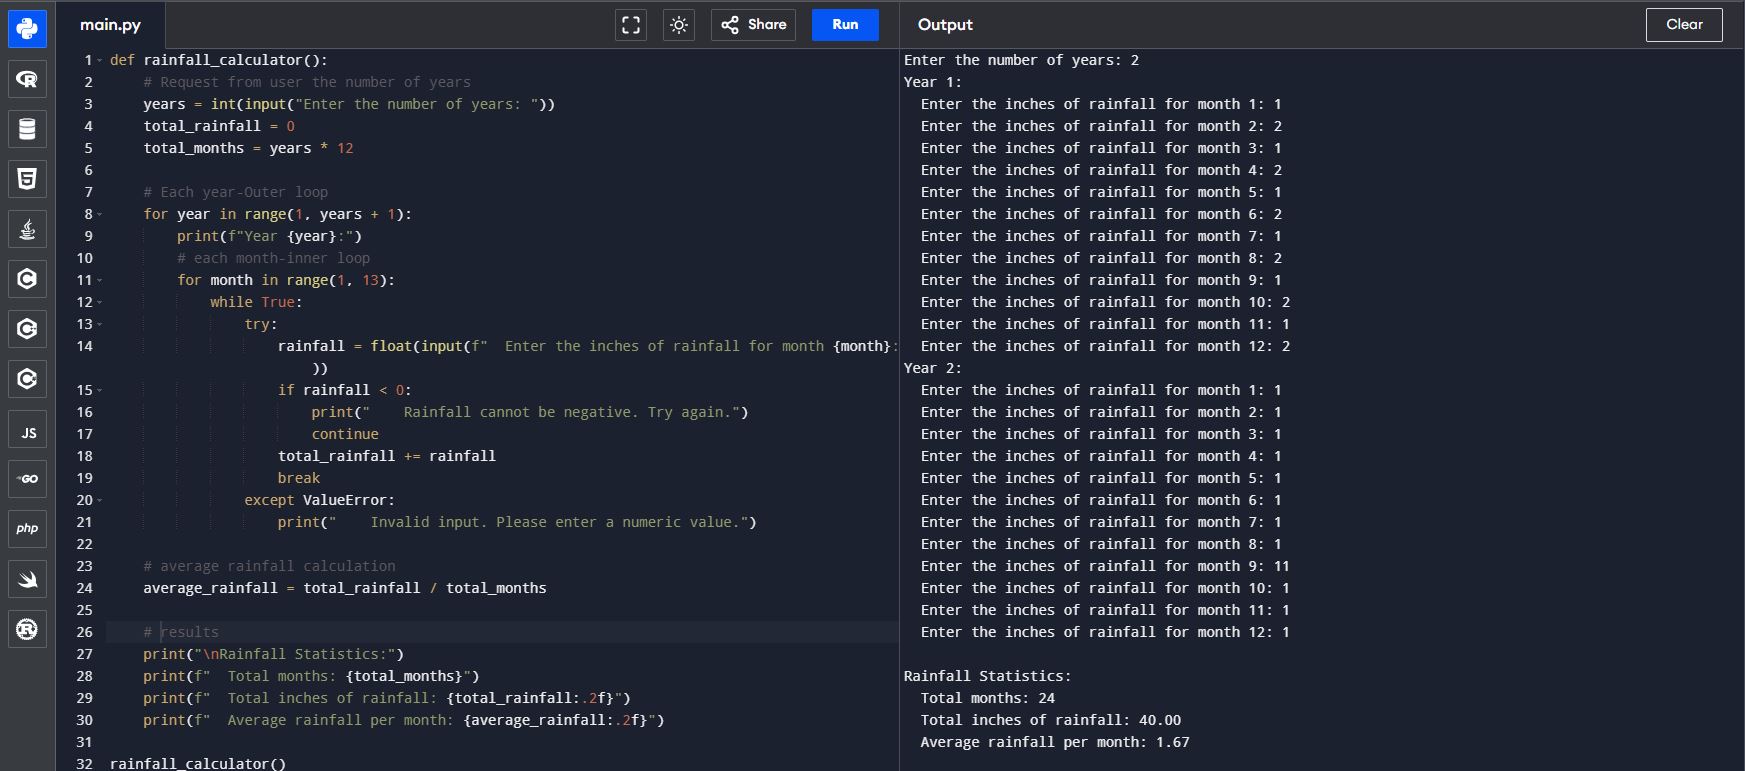 main.py
Share
Run
Output
Clear
JS
GO
php
1 def rainfall_calculator():
2     # Request from user the number of years
3     years = int(input("Enter the number of years: "))
4     total_rainfall = 0
5     total_months = years * 12
6
7     # Each year-Outer loop
8     for year in range(1, years + 1):
9         print(f"Year {year}:")
10         # each month-inner loop
11         for month in range(1, 13):
12             while True:
13                 try:
14                     rainfall = float(input(f"  Enter the inches of rainfall for month {month}:
))
15                     if rainfall < 0:
16                         print("    Rainfall cannot be negative. Try again.")
17                         continue
18                     total_rainfall += rainfall
19                     break
20                 except ValueError:
21                     print("    Invalid input. Please enter a numeric value.")
22
23     # average rainfall calculation
24     average_rainfall = total_rainfall / total_months
25
26     # results
27     print("\nRainfall Statistics:")
28     print(f"  Total months: {total_months}")
29     print(f"  Total inches of rainfall: {total_rainfall:.2f}")
30     print(f"  Average rainfall per month: {average_rainfall:.2f}")
31
32 rainfall_calculator()
Enter the number of years: 2
Year 1:
  Enter the inches of rainfall for month 1: 1
  Enter the inches of rainfall for month 2: 2
  Enter the inches of rainfall for month 3: 1
  Enter the inches of rainfall for month 4: 2
  Enter the inches of rainfall for month 5: 1
  Enter the inches of rainfall for month 6: 2
  Enter the inches of rainfall for month 7: 1
  Enter the inches of rainfall for month 8: 2
  Enter the inches of rainfall for month 9: 1
  Enter the inches of rainfall for month 10: 2
  Enter the inches of rainfall for month 11: 1
  Enter the inches of rainfall for month 12: 2
Year 2:
  Enter the inches of rainfall for month 1: 1
  Enter the inches of rainfall for month 2: 1
  Enter the inches of rainfall for month 3: 1
  Enter the inches of rainfall for month 4: 1
  Enter the inches of rainfall for month 5: 1
  Enter the inches of rainfall for month 6: 1
  Enter the inches of rainfall for month 7: 1
  Enter the inches of rainfall for month 8: 1
  Enter the inches of rainfall for month 9: 11
  Enter the inches of rainfall for month 10: 1
  Enter the inches of rainfall for month 11: 1
  Enter the inches of rainfall for month 12: 1

Rainfall Statistics:
  Total months: 24
  Total inches of rainfall: 40.00
  Average rainfall per month: 1.67